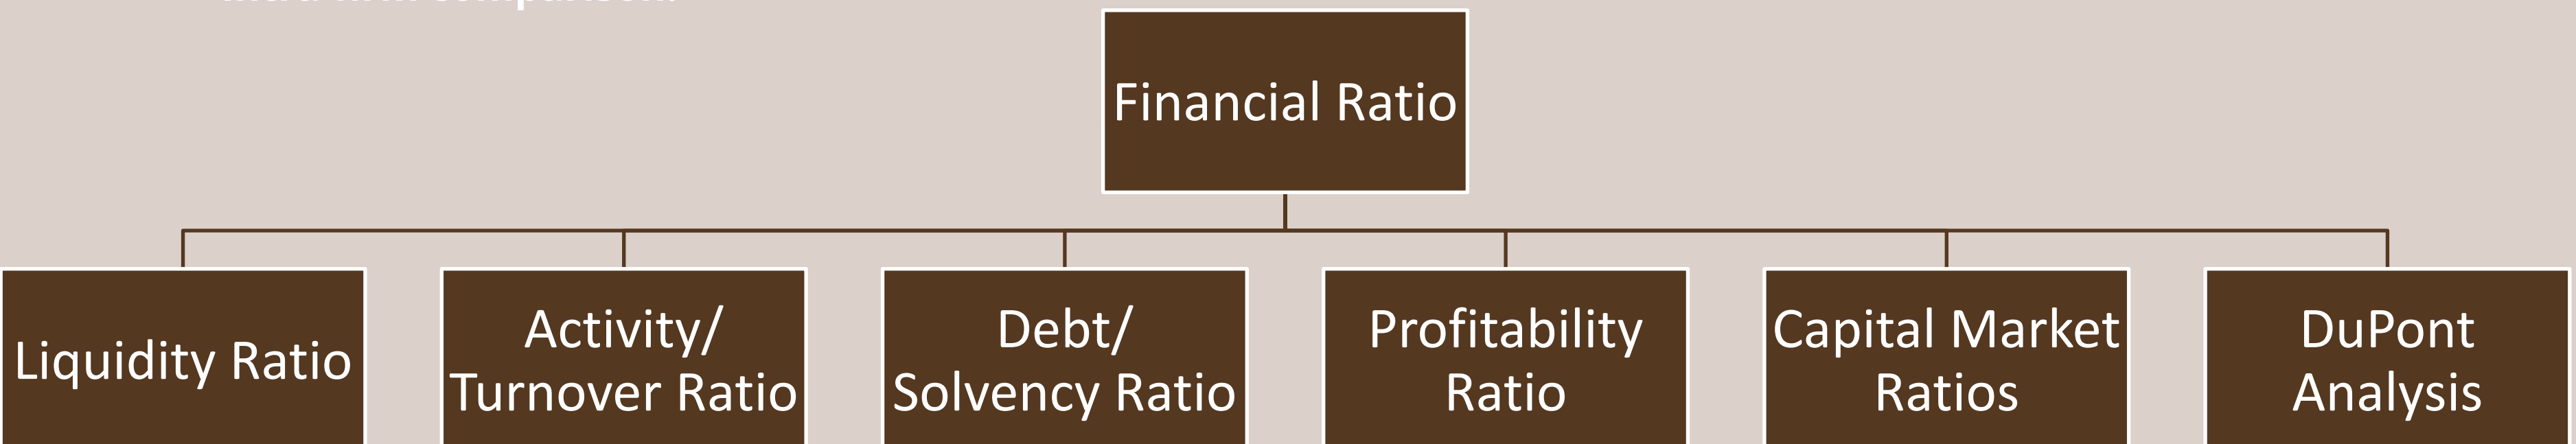 Financial Ratio
Liquidity Ratio
Activity/
Turnover Ratio
Debt/
Solvency Ratio
Profitability
Ratio
Capital Market
Ratios
DuPont
Analysis